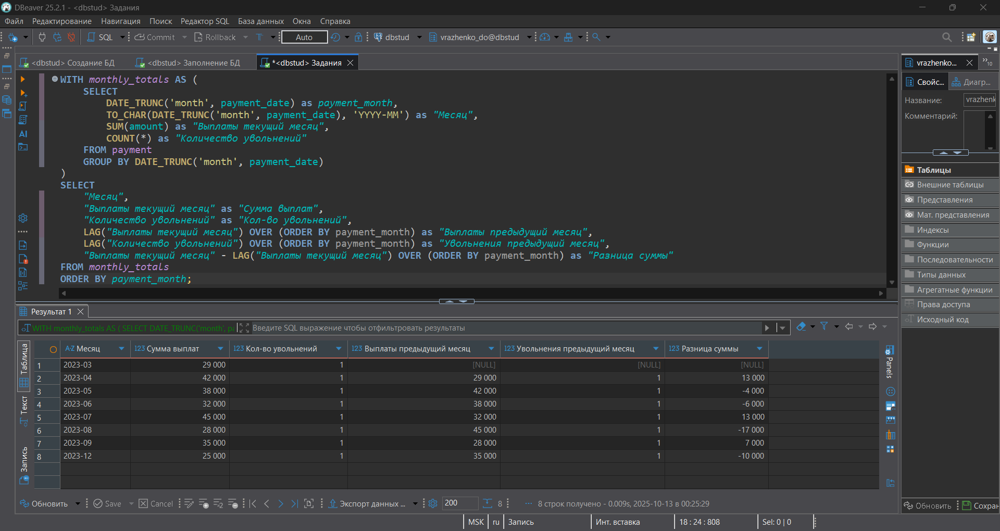 DBeaver 25.2.1 - <dbstud> Задания
Файл Редактирование Навигация Поиск Редактор SQL База данных Окна Справка
SQL Commit Rollback T Auto dbstud vrazhenko_do@dbstud
<dbstud> Создание БД <dbstud> Заполнение БД *<dbstud> Задания
WITH monthly_totals AS (
SELECT
DATE_TRUNC('month', payment_date) as payment_month,
TO_CHAR(DATE_TRUNC('month', payment_date), 'YYYY-MM') as "Месяц",
SUM(amount) as "Выплаты текущий месяц",
COUNT(*) as "Количество увольнений"
FROM payment
GROUP BY DATE_TRUNC('month', payment_date)
)
SELECT
"Месяц",
"Выплаты текущий месяц" as "Сумма выплат",
"Количество увольнений" as "Кол-во увольнений",
LAG("Выплаты текущий месяц") OVER (ORDER BY payment_month) as "Выплаты предыдущий месяц",
LAG("Количество увольнений") OVER (ORDER BY payment_month) as "Увольнения предыдущий месяц",
"Выплаты текущий месяц" - LAG("Выплаты текущий месяц") OVER (ORDER BY payment_month) as "Разница суммы"
FROM monthly_totals
ORDER BY payment_month;
AI
vrazhenko... »10
Свойс... Диагр...
Название: vrazhenk
Комментарий:
Таблицы
Внешние таблицы
Представления
Мат. представления
Индексы
Функции
Последовательности
Типы данных
Агрегатные функции
Права доступа
Исходный код
Обновить Сохран
Результат 1
WITH monthly_totals AS ( SELECT DATE_TRUNC('month', pa Введите SQL выражение чтобы отфильтровать результаты
Таблица
Текст
Запись
Panels
A-Z Месяц 123 Сумма выплат 123 Кол-во увольнений 123 Выплаты предыдущий месяц 123 Увольнения предыдущий месяц 123 Разница суммы
1 2023-03 29 000 1 [NULL] [NULL] [NULL]
2 2023-04 42 000 1 29 000 1 13 000
3 2023-05 38 000 1 42 000 1 -4 000
4 2023-06 32 000 1 38 000 1 -6 000
5 2023-07 45 000 1 32 000 1 13 000
6 2023-08 28 000 1 45 000 1 -17 000
7 2023-09 35 000 1 28 000 1 7 000
8 2023-12 25 000 1 35 000 1 -10 000
Обновить Save Cancel Экспорт данных ... 200 8 ··· 8 строк получено - 0.009s, 2025-10-13 в 00:25:29
MSK ru Запись Инт. вставка 18 : 24 : 808 Sel: 0 | 0